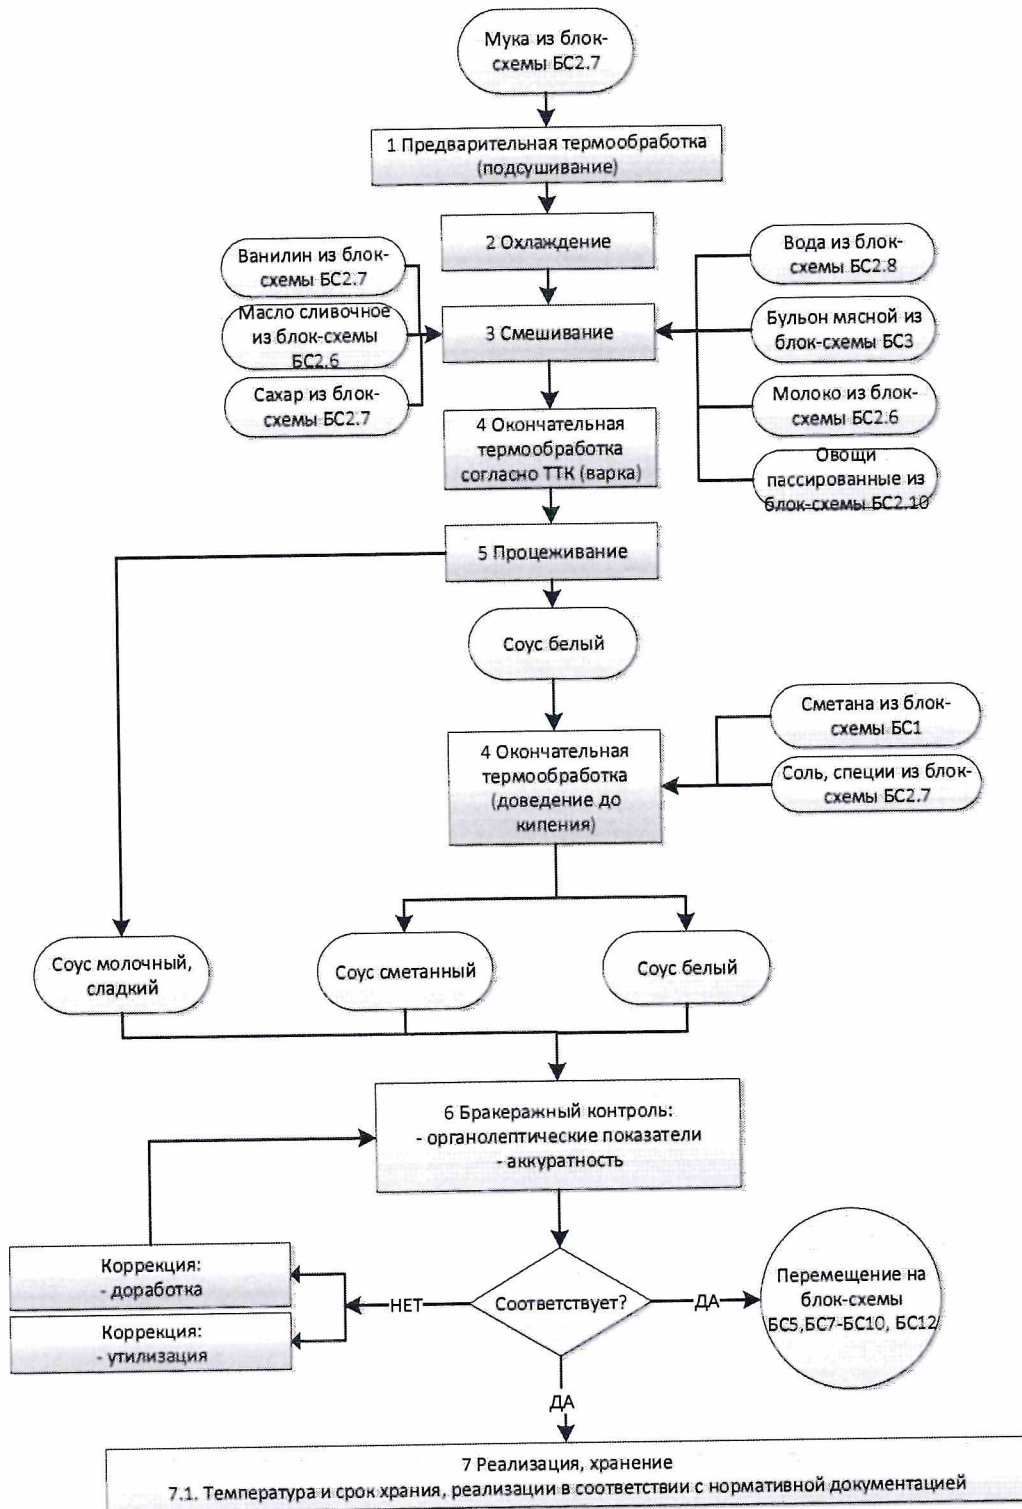 Мука из блок-
схемы БС2.7
1 Предварительная термообработка
(подсушивание)
2 Охлаждение
Ванилин из блок-
схемы БС2.7
Масло сливочное
из блок-схемы
БС2.6
Сахар из блок-
схемы БС2.7
3 Смешивание
Вода из блок-
схемы БС2.8
Бульон мясной из
блок-схемы БС3
Молоко из блок-
схемы БС2.6
Овощи
пассированные из
блок-схемы БС2.10
4 Окончательная
термообработка
согласно ТТК (варка)
5 Процеживание
Соус белый
Сметана из блок-
схемы БС1
Соль, специи из блок-
схемы БС2.7
4 Окончательная
термообработка
(доведение до
кипения)
Соус молочный,
сладкий
Соус сметанный
Соус белый
6 Бракеражный контроль:
- органолептические показатели
- аккуратность
Коррекция:
- доработка
Коррекция:
- утилизация
НЕТ
Соответствует?
ДА
Перемещение на
блок-схемы
БС5,БС7-БС10, БС12
ДА
7 Реализация, хранение
7.1. Температура и срок храния, реализации в соответствии с нормативной документацией